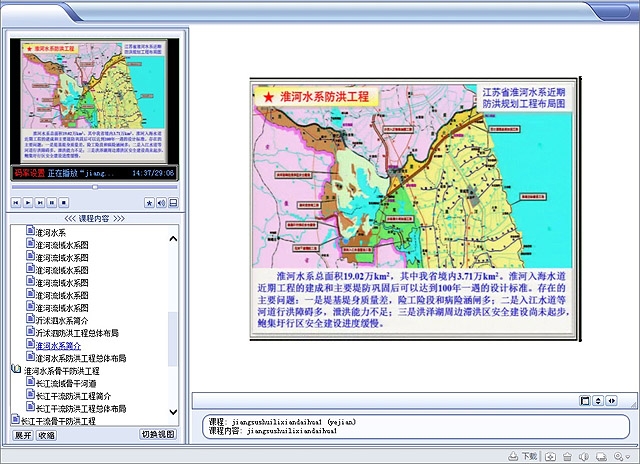 ★ 淮河水系防洪工程
江苏省淮河水系近期
防洪规划工程布局图
码率设置 正在播放 "jiang... 14:37/29:06
<<< 课程内容 >>>
淮河水系
淮河流域水系图
淮河流域水系图
淮河流域水系图
淮河流域水系图
淮河流域水系图
淮河流域水系图
沂沭泗水系简介
沂沭泗防洪工程总体布局
淮河水系简介
淮河水系防洪工程总体布局
淮河水系骨干防洪工程
长江流域骨干河道
长江干流防洪工程简介
长江干流防洪工程总体布局
长江干流骨干防洪工程
展开 收缩 切换视图
★ 淮河水系防洪工程
江苏省淮河水系近期
防洪规划工程布局图
淮河水系总面积19.02万km²，其中我省境内3.71万km²。淮河入海水道
近期工程的建成和主要堤防巩固后可以达到100年一遇的设计标准。存在的
主要问题：一是堤基堤身质量差，险工险段和病险涵闸多；二是入江水道等
河道行洪障碍多，泄洪能力不足；三是洪泽湖周边滞洪区安全建设尚未起步，
鲍集圩行区安全建设进度缓慢。
课程: jiangsushuilixiandaihua1 (yejian)
课程内容: jiangsushuilixiandaihua1
下载